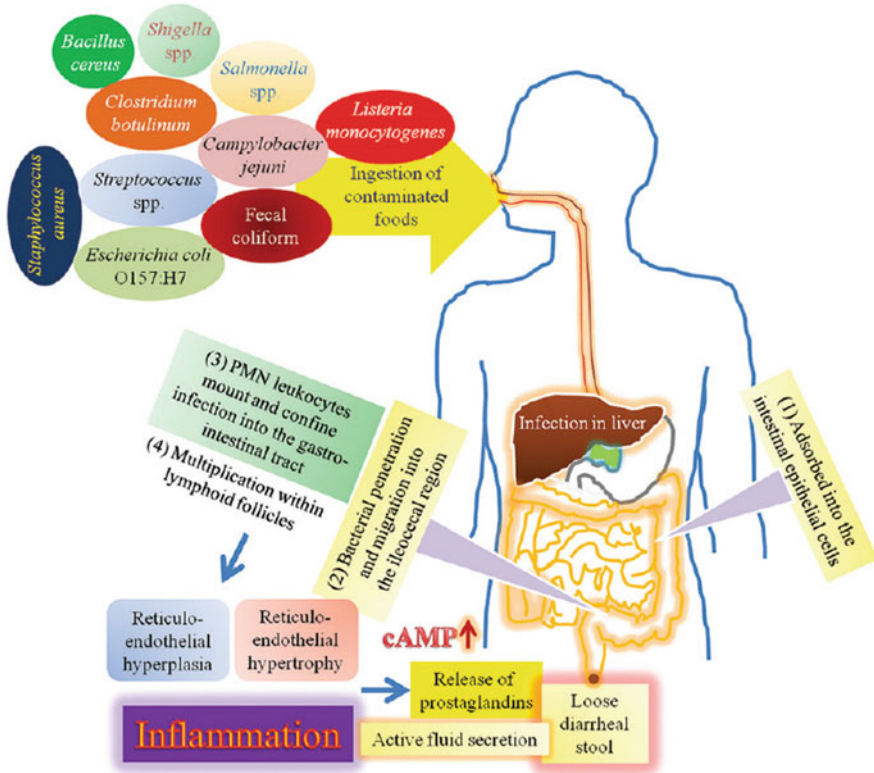 Bacillus
cereus
Shigella
spp
Salmonella
spp.
Clostridium
botulinum
Listeria
monocytogenes
Campylobacter
jejuni
Staphylococcus
aureus
Streptococcus
spp.
Fecal
coliform
Escherichia coli
O157:H7
Ingestion of
contaminated
foods
(3) PMN leukocytes
mount and confine
infection into the gastro-
intestinal tract
(4) Multiplication within
lymphoid follicles
(2) Bacterial penetration
and migration into
the ileocecal region
Infection in liver
(1) Adsorbed into the
intestinal epithelial cells
Reticulo-
endothelial
hyperplasia
Reticulo-
endothelial
hypertrophy
cAMP
Release of
prostaglandins
Inflammation
Active fluid secretion
Loose
diarrheal
stool